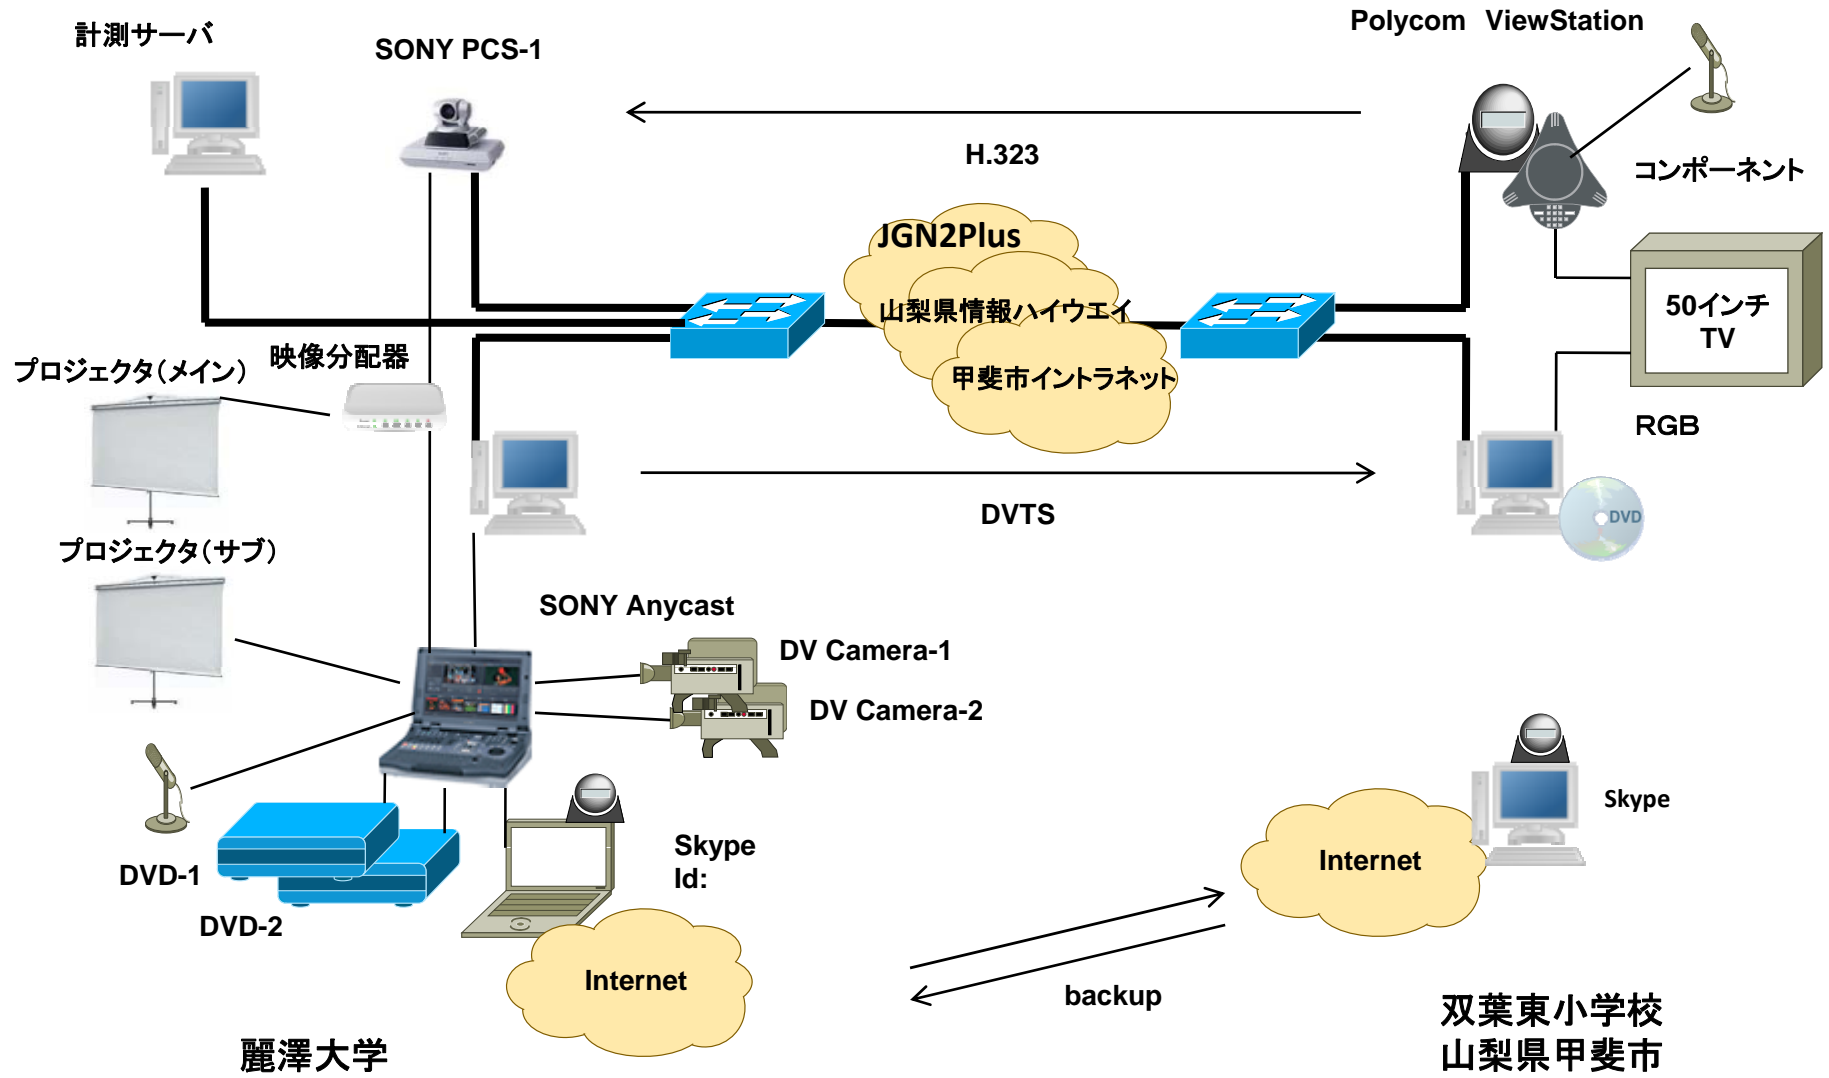 計測サーバ
SONY PCS-1
Polycom ViewStation
H.323
コンポーネント
JGN2Plus
山梨県情報ハイウエイ
甲斐市イントラネット
50インチ
TV
映像分配器
プロジェクタ(メイン)
RGB
DVTS
DVD
プロジェクタ(サブ)
SONY Anycast
DV Camera-1
DV Camera-2
Skype
Skype
Id:
Internet
DVD-1
DVD-2
Internet
backup
麗澤大学
双葉東小学校
山梨県甲斐市